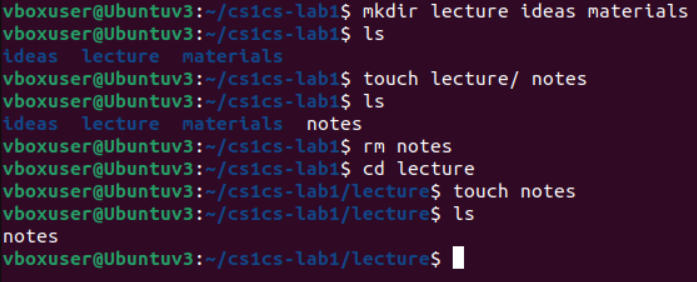 vboxuser@Ubuntuv3:~/cs1cs-lab1$ mkdir lecture ideas materials
vboxuser@Ubuntuv3:~/cs1cs-lab1$ ls
ideas  lecture  materials
vboxuser@Ubuntuv3:~/cs1cs-lab1$ touch lecture/ notes
vboxuser@Ubuntuv3:~/cs1cs-lab1$ ls
ideas  lecture  materials  notes
vboxuser@Ubuntuv3:~/cs1cs-lab1$ rm notes
vboxuser@Ubuntuv3:~/cs1cs-lab1$ cd lecture
vboxuser@Ubuntuv3:~/cs1cs-lab1/lecture$ touch notes
vboxuser@Ubuntuv3:~/cs1cs-lab1/lecture$ ls
notes
vboxuser@Ubuntuv3:~/cs1cs-lab1/lecture$